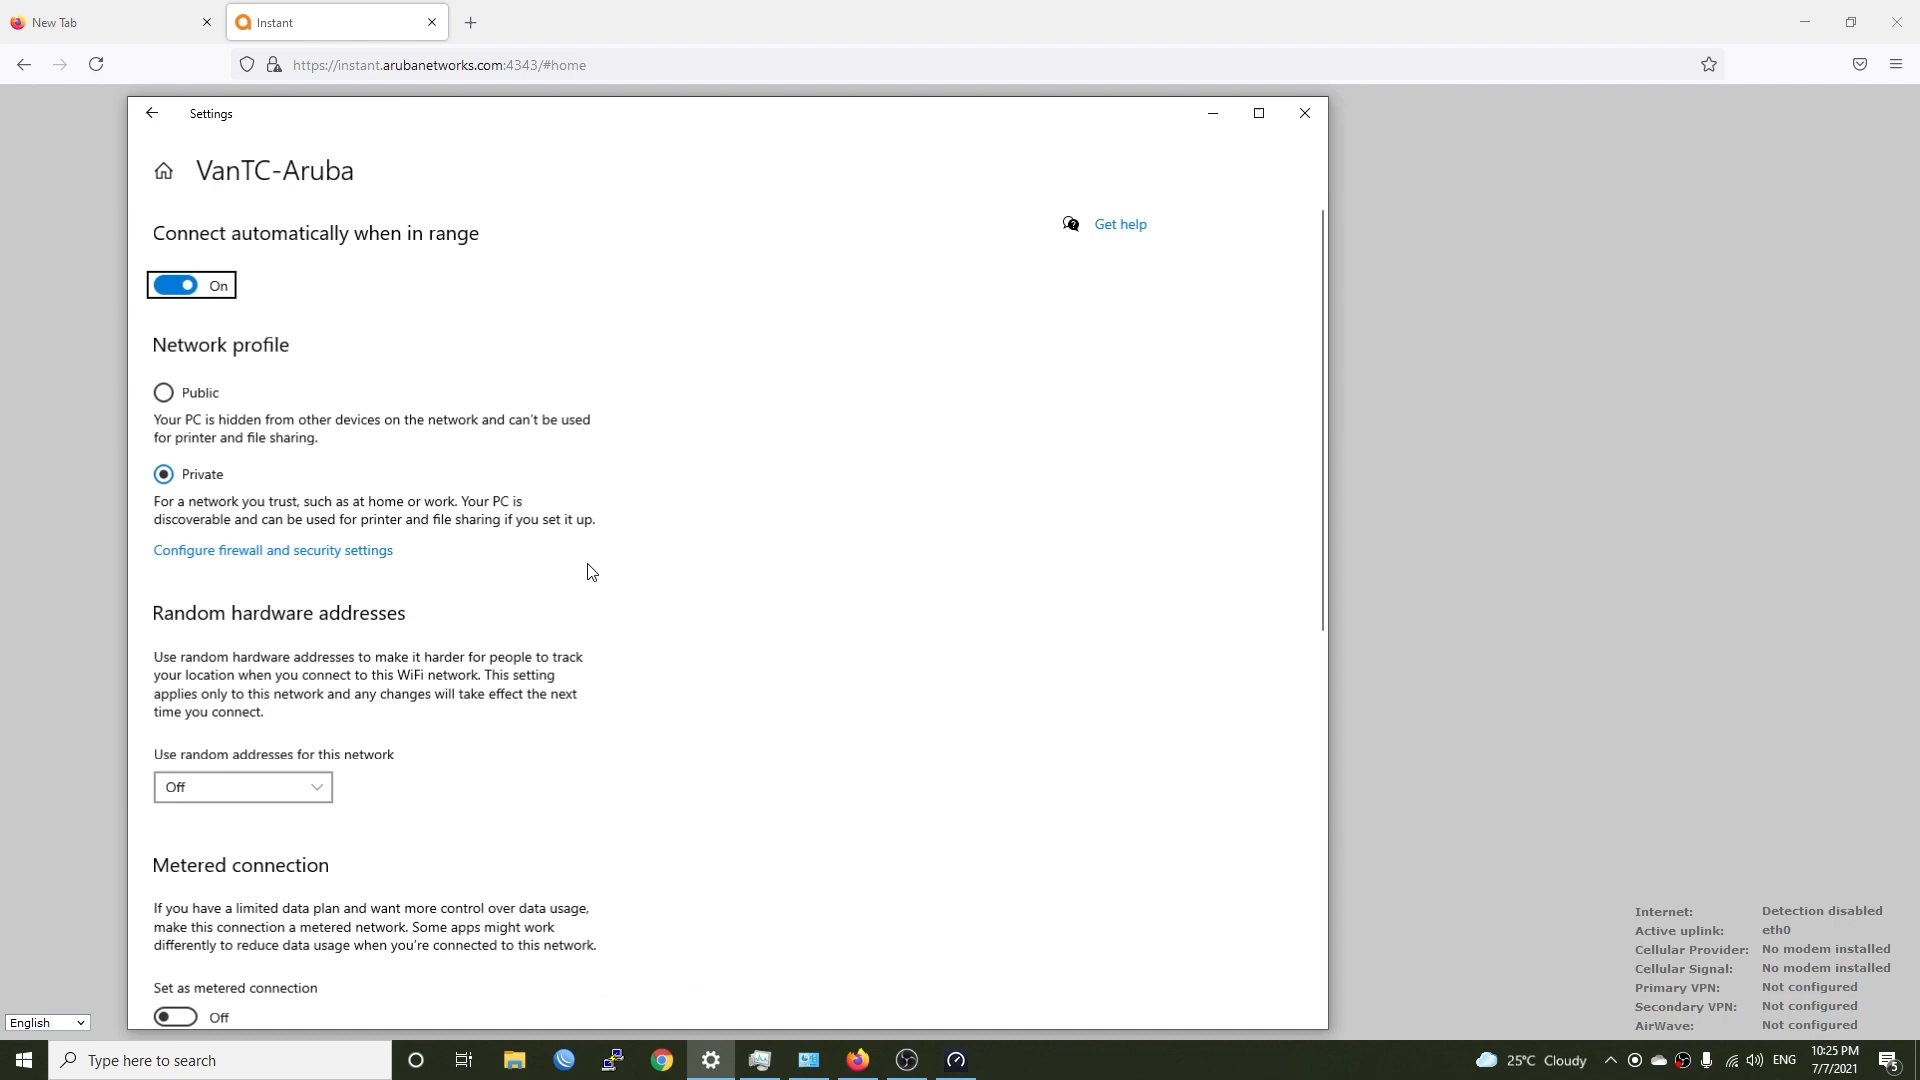 New Tab
Instant
https://instant.arubanetworks.com:4343/#home
Settings
VanTC-Aruba
Get help
Connect automatically when in range
On
Network profile
Public
Your PC is hidden from other devices on the network and can't be used
for printer and file sharing.
Private
For a network you trust, such as at home or work. Your PC is
discoverable and can be used for printer and file sharing if you set it up.
Configure firewall and security settings
Random hardware addresses
Use random hardware addresses to make it harder for people to track
your location when you connect to this WiFi network. This setting
applies only to this network and any changes will take effect the next
time you connect.
Use random addresses for this network
Off
Metered connection
If you have a limited data plan and want more control over data usage,
make this connection a metered network. Some apps might work
differently to reduce data usage when you're connected to this network.
Set as metered connection
Off
Internet: Detection disabled
Active uplink: eth0
Cellular Provider: No modem installed
Cellular Signal: No modem installed
Primary VPN: Not configured
Secondary VPN: Not configured
AirWave: Not configured
English
Type here to search
25°C Cloudy
ENG
10:25 PM
7/7/2021
5